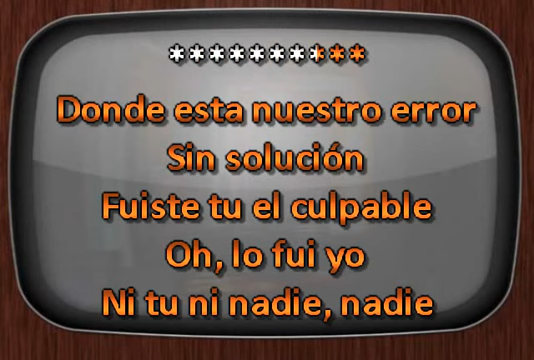 ****************
Donde esta nuestro error
Sin solución
Fuiste tu el culpable
Oh, lo fui yo
Ni tu ni nadie, nadie